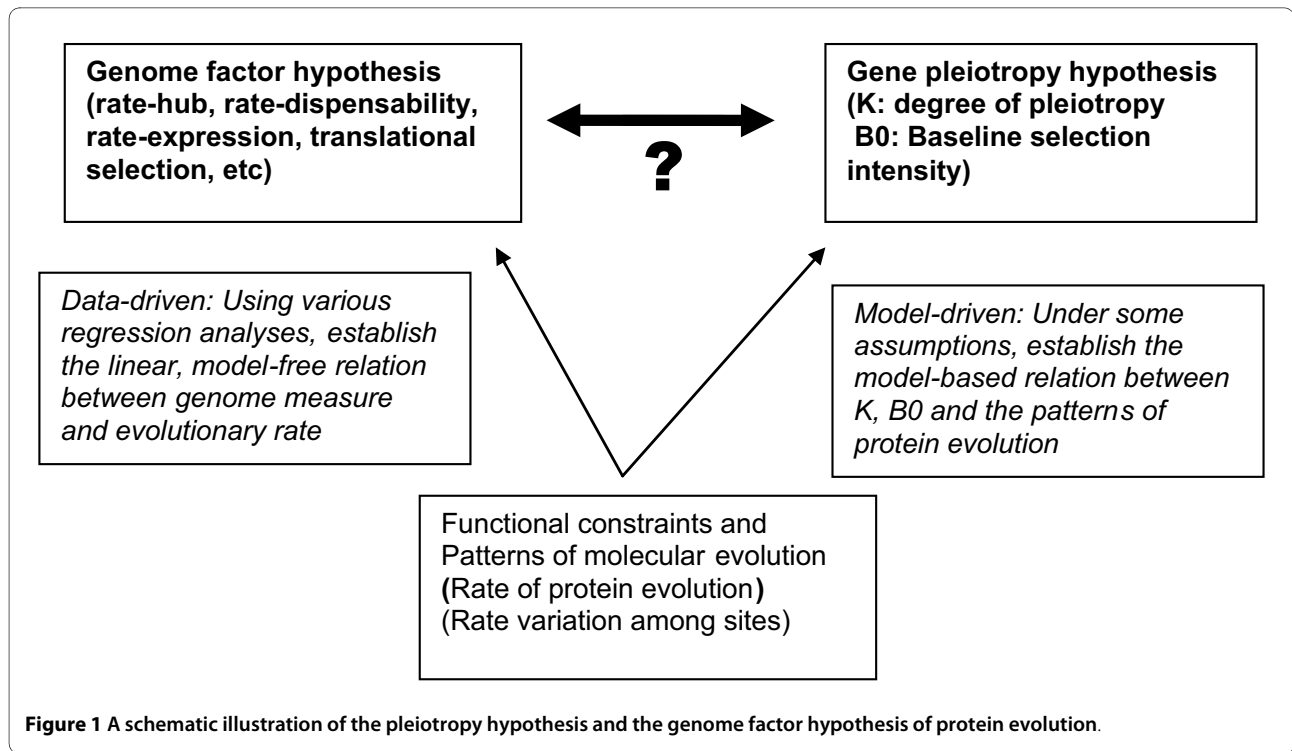 Genome factor hypothesis
(rate-hub, rate-dispensability,
rate-expression, translational
selection, etc)
?
Gene pleiotropy hypothesis
(K: degree of pleiotropy
B0: Baseline selection
intensity)
Data-driven: Using various
regression analyses, establish
the linear, model-free relation
between genome measure
and evolutionary rate
Model-driven: Under some
assumptions, establish the
model-based relation between
K, B0 and the patterns of
protein evolution
Functional constraints and
Patterns of molecular evolution
(Rate of protein evolution)
(Rate variation among sites)
Figure 1 A schematic illustration of the pleiotropy hypothesis and the genome factor hypothesis of protein evolution.